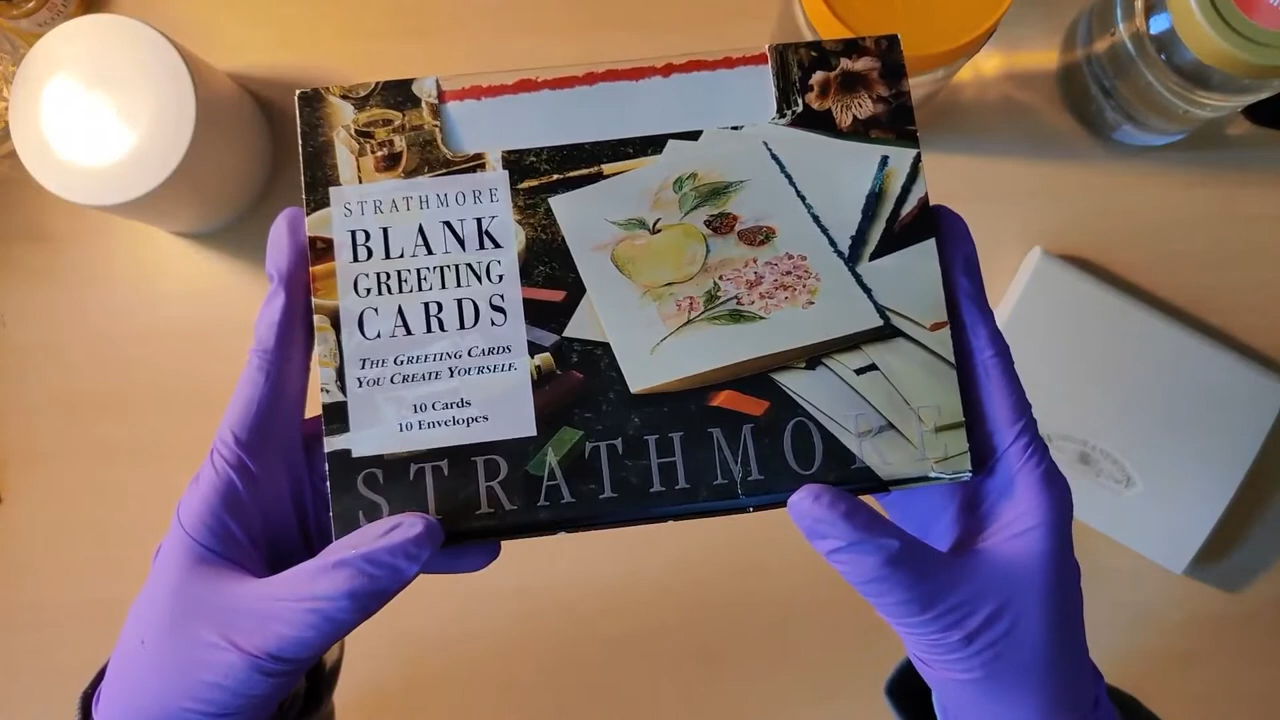 STRATHMORE
BLANK
GREETING
CARDS
THE GREETING CARDS
YOU CREATE YOURSELF.
10 Cards
10 Envelopes
STRATHMORE